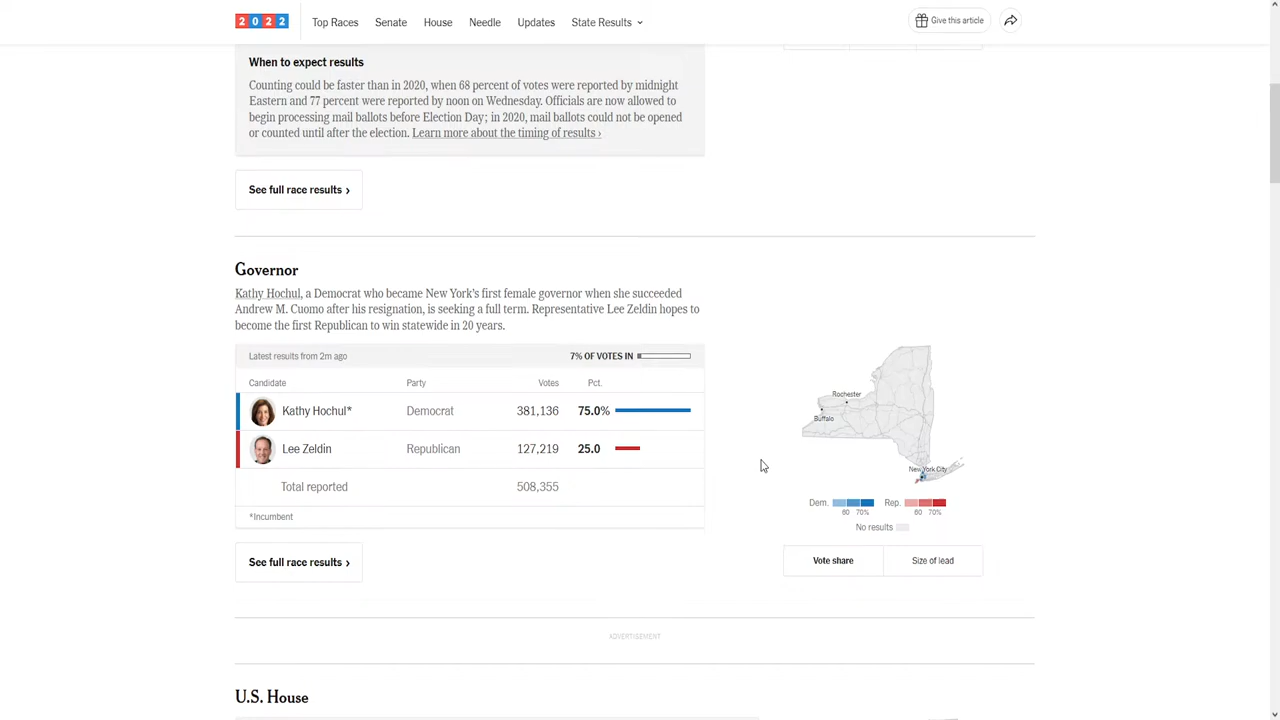 2022 Top Races Senate House Needle Updates State Results Give this article
When to expect results
Counting could be faster than in 2020, when 68 percent of votes were reported by midnight
Eastern and 77 percent were reported by noon on Wednesday. Officials are now allowed to
begin processing mail ballots before Election Day; in 2020, mail ballots could not be opened
or counted until after the election. Learn more about the timing of results ›
See full race results ›
Governor
Kathy Hochul, a Democrat who became New York’s first female governor when she succeeded
Andrew M. Cuomo after his resignation, is seeking a full term. Representative Lee Zeldin hopes to
become the first Republican to win statewide in 20 years.
Latest results from 2m ago 7% OF VOTES IN
Candidate Party Votes Pct.
Kathy Hochul* Democrat 381,136 75.0%
Lee Zeldin Republican 127,219 25.0
Total reported 508,355
*Incumbent
Rochester
Buffalo
New York City
Dem. Rep.
60 70% 60 70%
No results
Vote share Size of lead
See full race results ›
ADVERTISEMENT
U.S. House